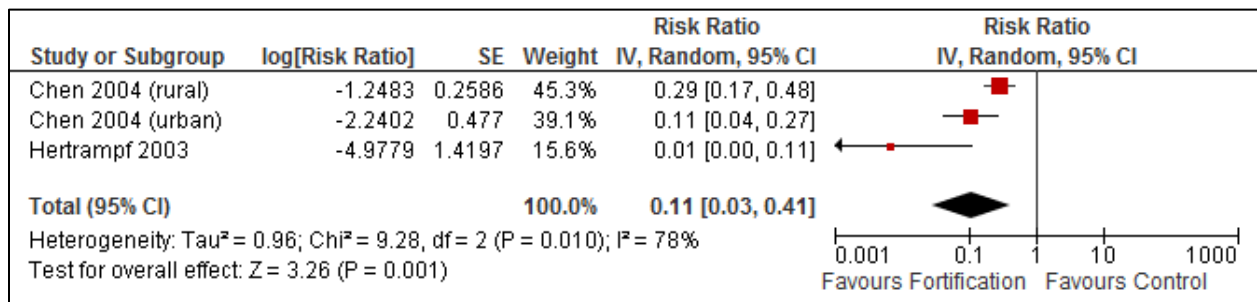 Risk Ratio Risk Ratio
Study or Subgroup log[Risk Ratio] SE Weight IV, Random, 95% CI IV, Random, 95% CI
Chen 2004 (rural) -1.2483 0.2586 45.3% 0.29 [0.17, 0.48]
Chen 2004 (urban) -2.2402 0.477 39.1% 0.11 [0.04, 0.27]
Hertrampf 2003 -4.9779 1.4197 15.6% 0.01 [0.00, 0.11]
Total (95% CI) 100.0% 0.11 [0.03, 0.41]
Heterogeneity: Tau² = 0.96; Chi² = 9.28, df = 2 (P = 0.010); I² = 78%
Test for overall effect: Z = 3.26 (P = 0.001)
0.001 0.1 1 10 1000
Favours Fortification Favours Control